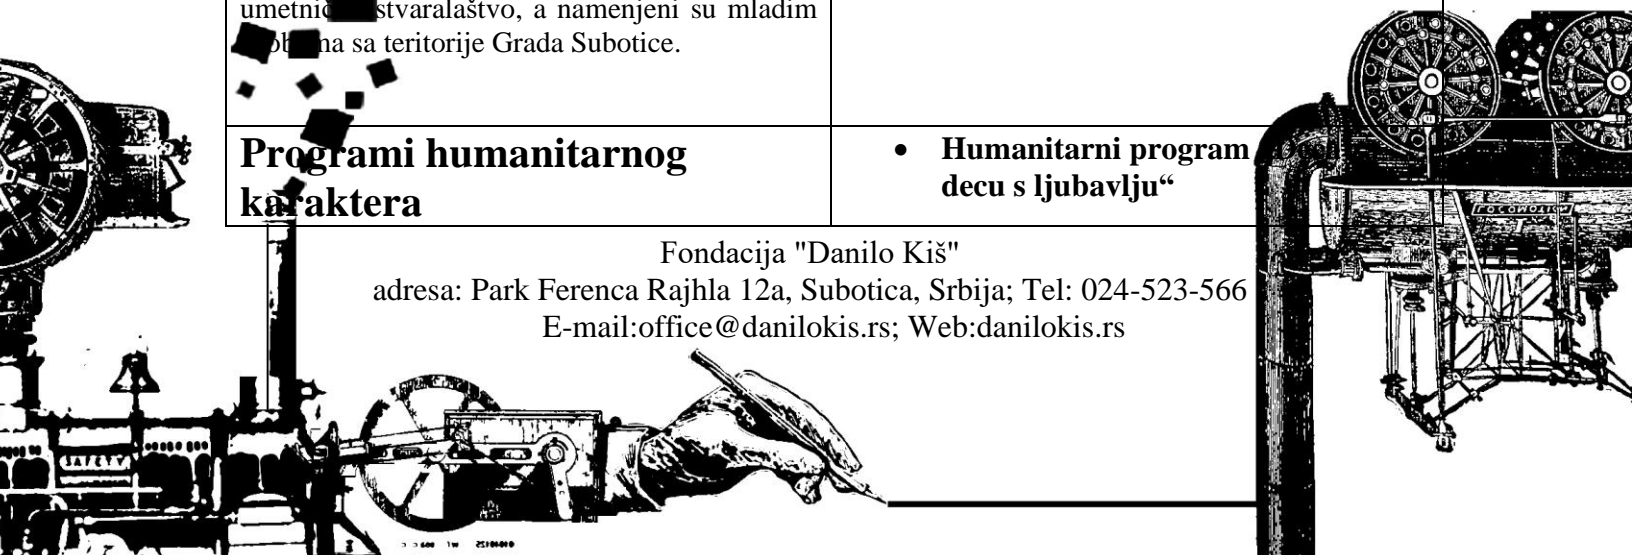 stvaralaštvo, a namenjeni su mladim
sa teritorije Grada Subotice.
Programi humanitarnog
karaktera
• Humanitarni program
decu s ljubavlju“
Fondacija "Danilo Kiš"
adresa: Park Ferenca Rajhla 12a, Subotica, Srbija; Tel: 024-523-566
E-mail:office@danilokis.rs; Web:danilokis.rs